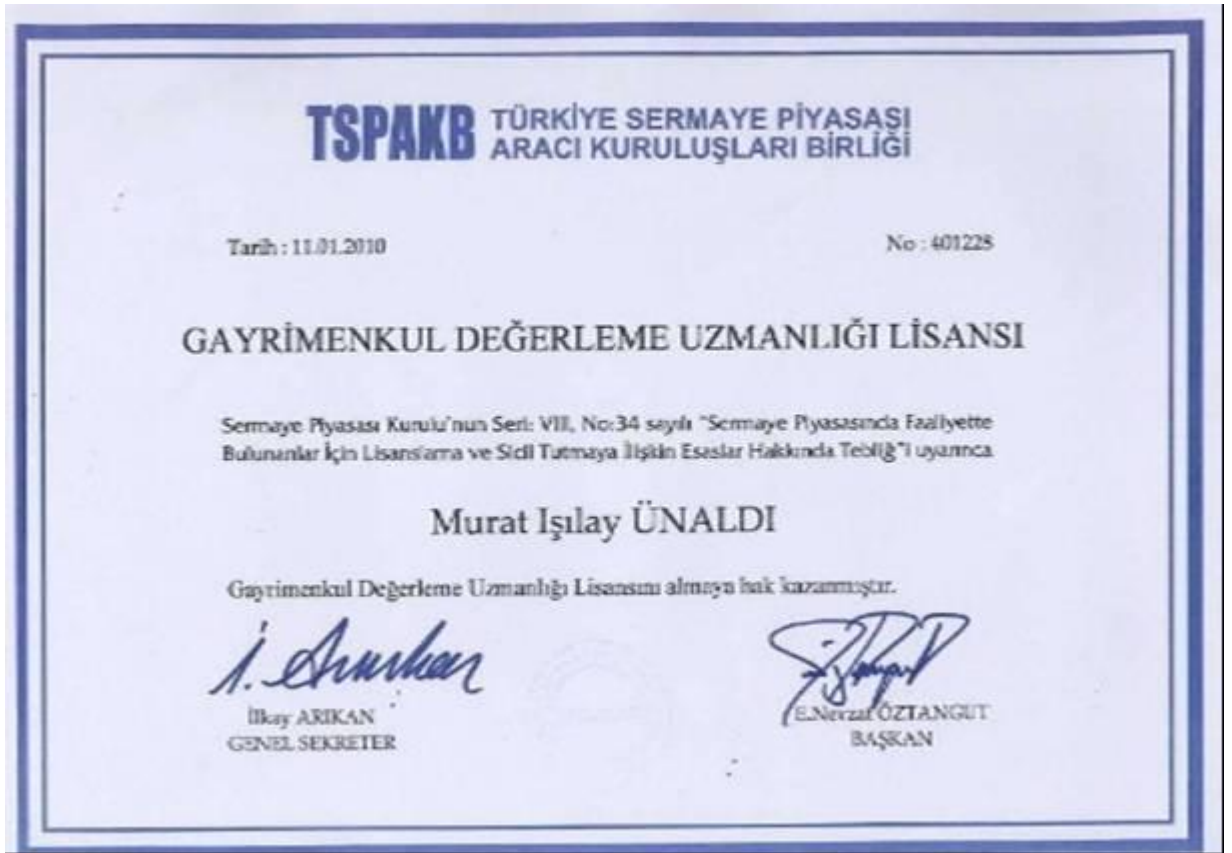 TSPAKB TÜRKİYE SERMAYE PİYASASI
ARACI KURULUŞLARI BİRLİĞİ
Tarih : 11.01.2010
No : 401228
GAYRİMENKUL DEĞERLEME UZMANLIĞI LİSANSI
Sermaye Piyasası Kurulu'nun Seri: VIII, No:34 sayılı "Sermaye Piyasasında Faaliyette
Bulunanlar İçin Lisanslama ve Sicil Tutmaya İlişkin Esaslar Hakkında Tebliğ"i uyarınca
Murat Işılay ÜNALDI
Gayrimenkul Değerleme Uzmanlığı Lisansını almaya hak kazanmıştır.
İ. Arıkan
İlkay ARIKAN
GENEL SEKRETER
E.Nevzat ÖZTANGUT
BAŞKAN